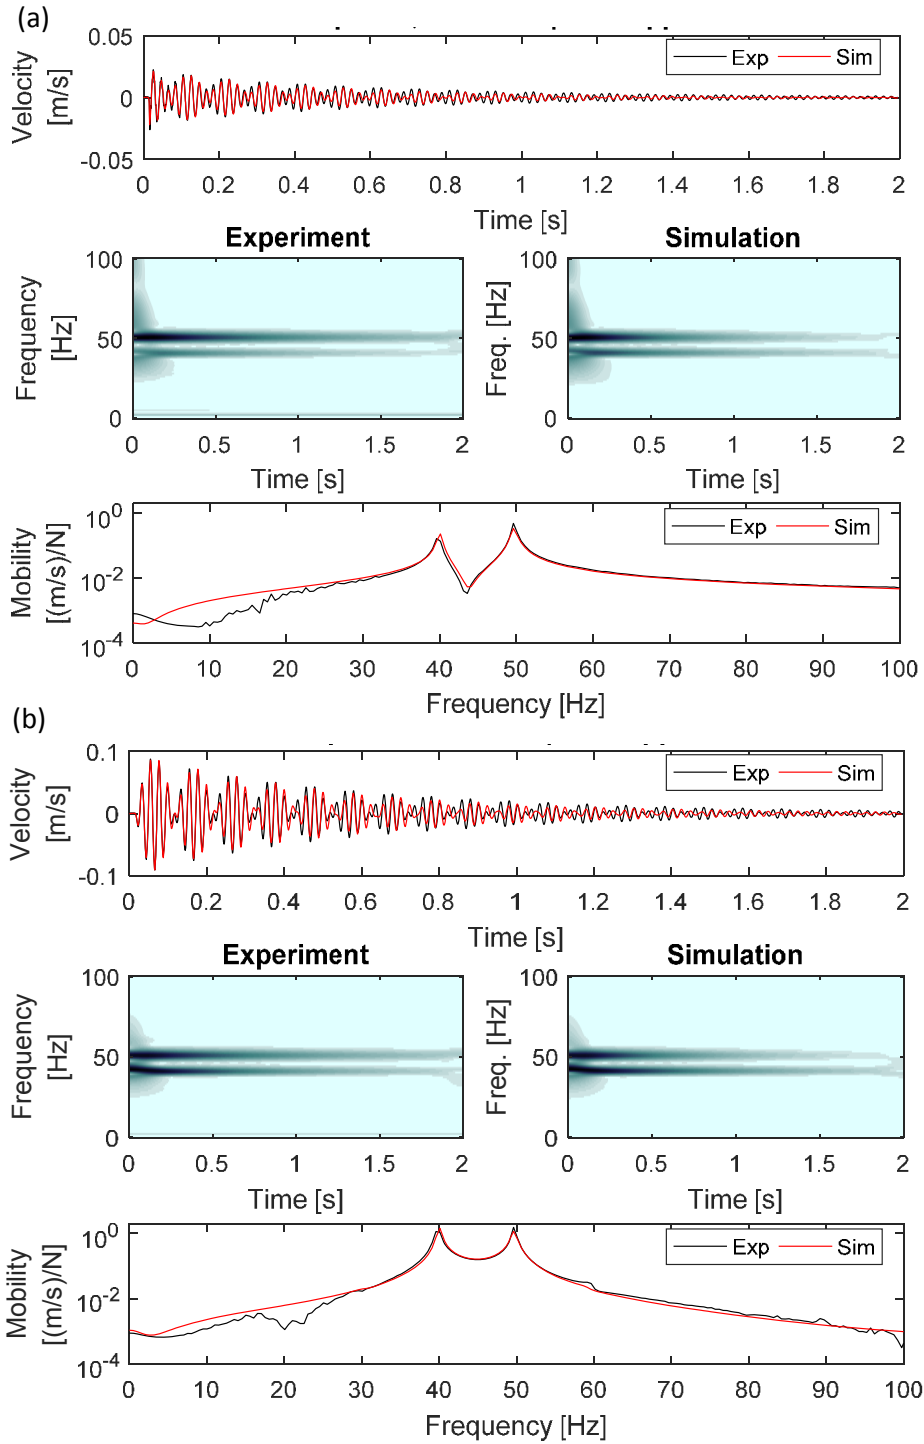 (a)
0.05
0
-0.05
Velocity
[m/s]
Exp Sim
0 0.2 0.4 0.6 0.8 1 1.2 1.4 1.6 1.8 2
Time [s]
Experiment
100
50
0
Frequency
[Hz]
0 0.5 1 1.5 2
Time [s]
Simulation
100
50
0
Freq. [Hz]
0 0.5 1 1.5 2
Time [s]
10^0
10^-2
10^-4
Mobility
[(m/s)/N]
Exp Sim
0 10 20 30 40 50 60 70 80 90 100
Frequency [Hz]
(b)
0.1
0
-0.1
Velocity
[m/s]
Exp Sim
0 0.2 0.4 0.6 0.8 1 1.2 1.4 1.6 1.8 2
Time [s]
Experiment
100
50
0
Frequency
[Hz]
0 0.5 1 1.5 2
Time [s]
Simulation
100
50
0
Freq. [Hz]
0 0.5 1 1.5 2
Time [s]
10^0
10^-2
10^-4
Mobility
[(m/s)/N]
Exp Sim
0 10 20 30 40 50 60 70 80 90 100
Frequency [Hz]